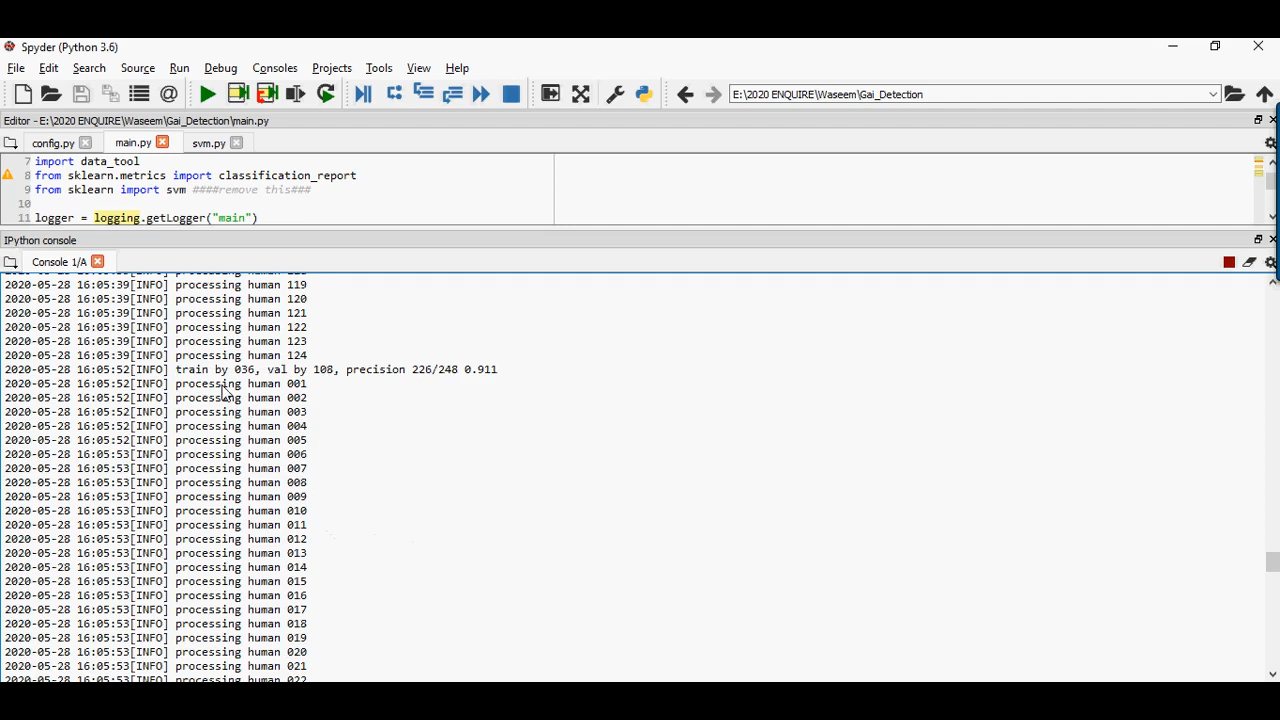 Spyder (Python 3.6)
File Edit Search Source Run Debug Consoles Projects Tools View Help
E:\2020 ENQUIRE\Waseem\Gai_Detection
Editor - E:\2020 ENQUIRE\Waseem\Gai_Detection\main.py
config.py main.py svm.py
7 import data_tool
8 from sklearn.metrics import classification_report
9 from sklearn import svm ####remove this###
10
11 logger = logging.getLogger("main")
IPython console
Console 1/A
2020-05-28 16:05:39[INFO] processing human 119
2020-05-28 16:05:39[INFO] processing human 120
2020-05-28 16:05:39[INFO] processing human 121
2020-05-28 16:05:39[INFO] processing human 122
2020-05-28 16:05:39[INFO] processing human 123
2020-05-28 16:05:39[INFO] processing human 124
2020-05-28 16:05:52[INFO] train by 036, val by 108, precision 226/248 0.911
2020-05-28 16:05:52[INFO] processing human 001
2020-05-28 16:05:52[INFO] processing human 002
2020-05-28 16:05:52[INFO] processing human 003
2020-05-28 16:05:52[INFO] processing human 004
2020-05-28 16:05:52[INFO] processing human 005
2020-05-28 16:05:53[INFO] processing human 006
2020-05-28 16:05:53[INFO] processing human 007
2020-05-28 16:05:53[INFO] processing human 008
2020-05-28 16:05:53[INFO] processing human 009
2020-05-28 16:05:53[INFO] processing human 010
2020-05-28 16:05:53[INFO] processing human 011
2020-05-28 16:05:53[INFO] processing human 012
2020-05-28 16:05:53[INFO] processing human 013
2020-05-28 16:05:53[INFO] processing human 014
2020-05-28 16:05:53[INFO] processing human 015
2020-05-28 16:05:53[INFO] processing human 016
2020-05-28 16:05:53[INFO] processing human 017
2020-05-28 16:05:53[INFO] processing human 018
2020-05-28 16:05:53[INFO] processing human 019
2020-05-28 16:05:53[INFO] processing human 020
2020-05-28 16:05:53[INFO] processing human 021
2020-05-28 16:05:53[INFO] processing human 022